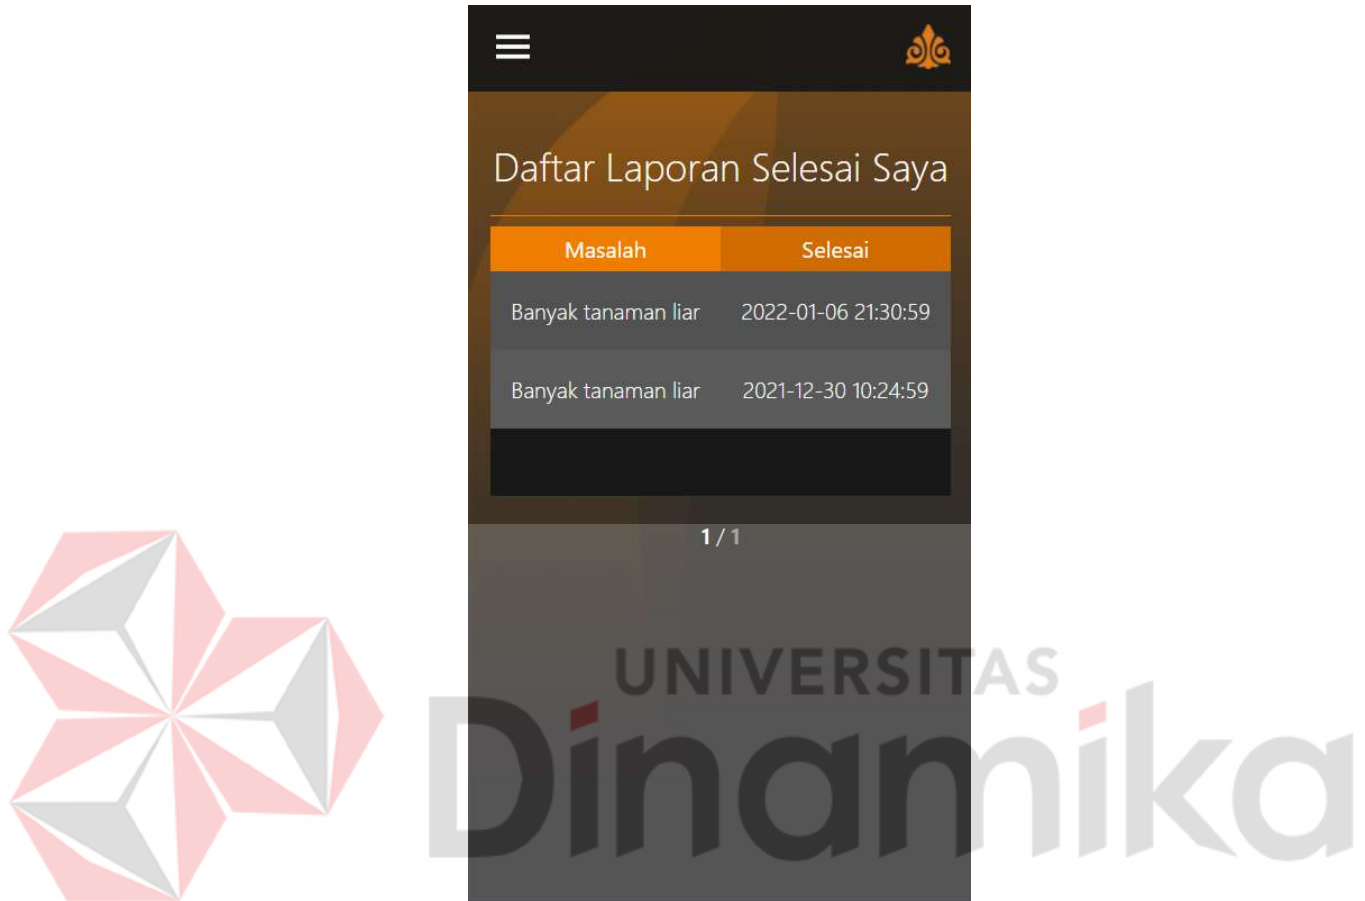 Daftar Laporan Selesai Saya
Masalah Selesai
Banyak tanaman liar 2022-01-06 21:30:59
Banyak tanaman liar 2021-12-30 10:24:59
1 / 1
UNIVERSITAS
Dinamika